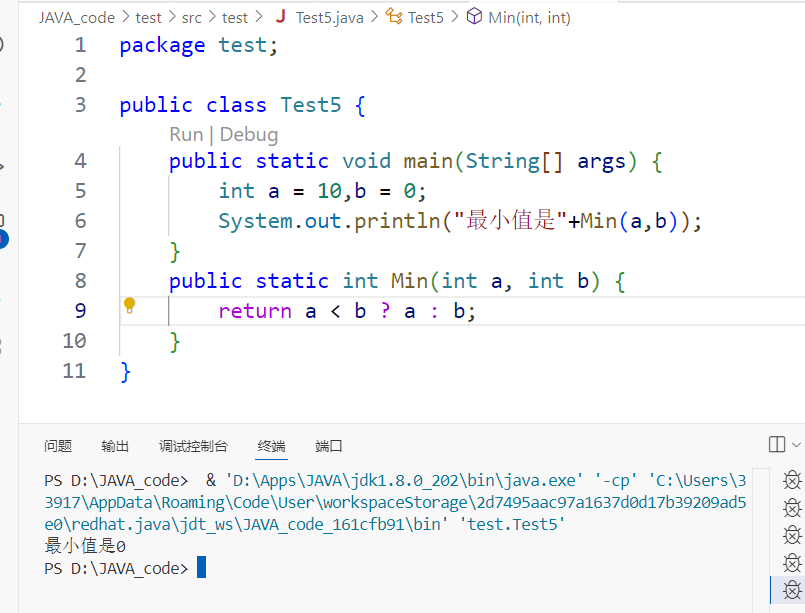 JAVA_code > test > src > test > J Test5.java > Test5 > Min(int, int)
1 package test;
2
3 public class Test5 {
Run | Debug
4 public static void main(String[] args) {
5 int a = 10,b = 0;
6 System.out.println("最小值是"+Min(a,b));
7 }
8 public static int Min(int a, int b) {
9 return a < b ? a : b;
10 }
11 }
问题 输出 调试控制台 终端 端口
PS D:\JAVA_code> & 'D:\Apps\JAVA\jdk1.8.0_202\bin\java.exe' '-cp' 'C:\Users\3
3917\AppData\Roaming\Code\User\workspaceStorage\2d7495aac97a1637d0d17b39209ad5
e0\redhat.java\jdt_ws\JAVA_code_161cfb91\bin' 'test.Test5'
最小值是0
PS D:\JAVA_code>